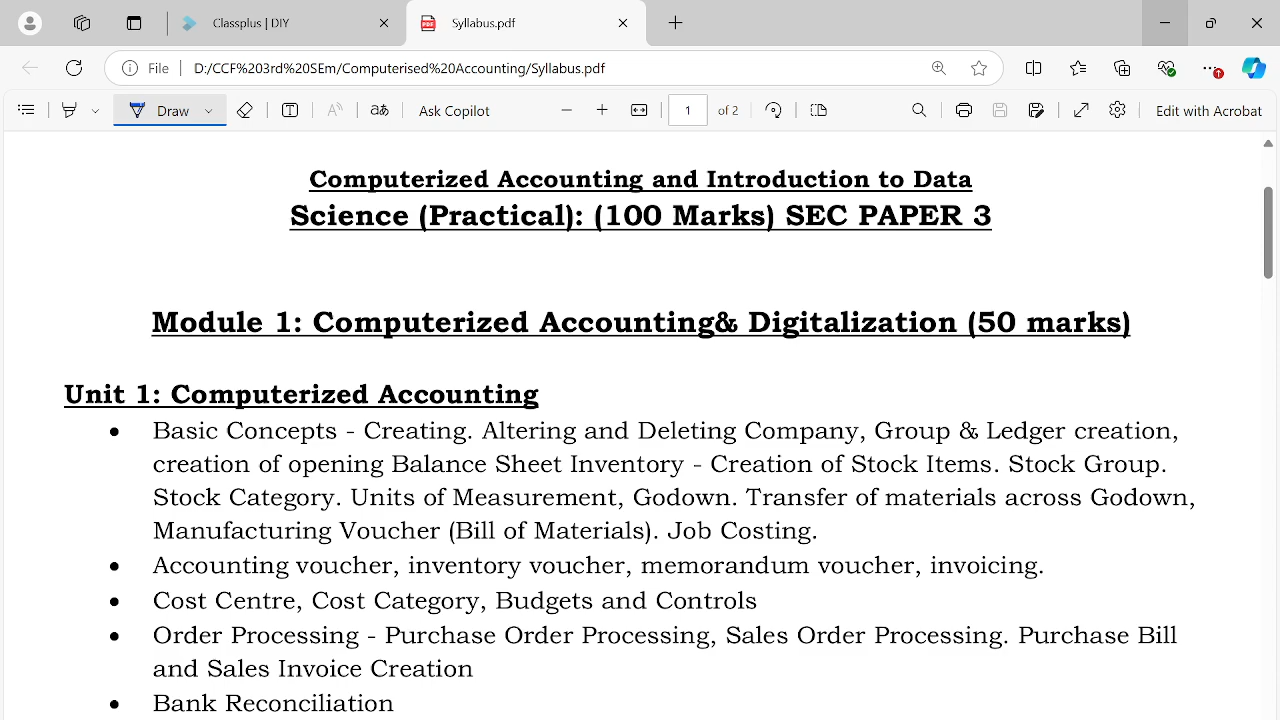 Classplus | DIY
Syllabus.pdf
File | D:/CCF%203rd%20SEm/Computerised%20Accounting/Syllabus.pdf
Draw
Ask Copilot
1 of 2
Edit with Acrobat
Computerized Accounting and Introduction to Data
Science (Practical): (100 Marks) SEC PAPER 3
Module 1: Computerized Accounting& Digitalization (50 marks)
Unit 1: Computerized Accounting
• Basic Concepts - Creating. Altering and Deleting Company, Group & Ledger creation,
creation of opening Balance Sheet Inventory - Creation of Stock Items. Stock Group.
Stock Category. Units of Measurement, Godown. Transfer of materials across Godown,
Manufacturing Voucher (Bill of Materials). Job Costing.
• Accounting voucher, inventory voucher, memorandum voucher, invoicing.
• Cost Centre, Cost Category, Budgets and Controls
• Order Processing - Purchase Order Processing, Sales Order Processing. Purchase Bill
and Sales Invoice Creation
• Bank Reconciliation